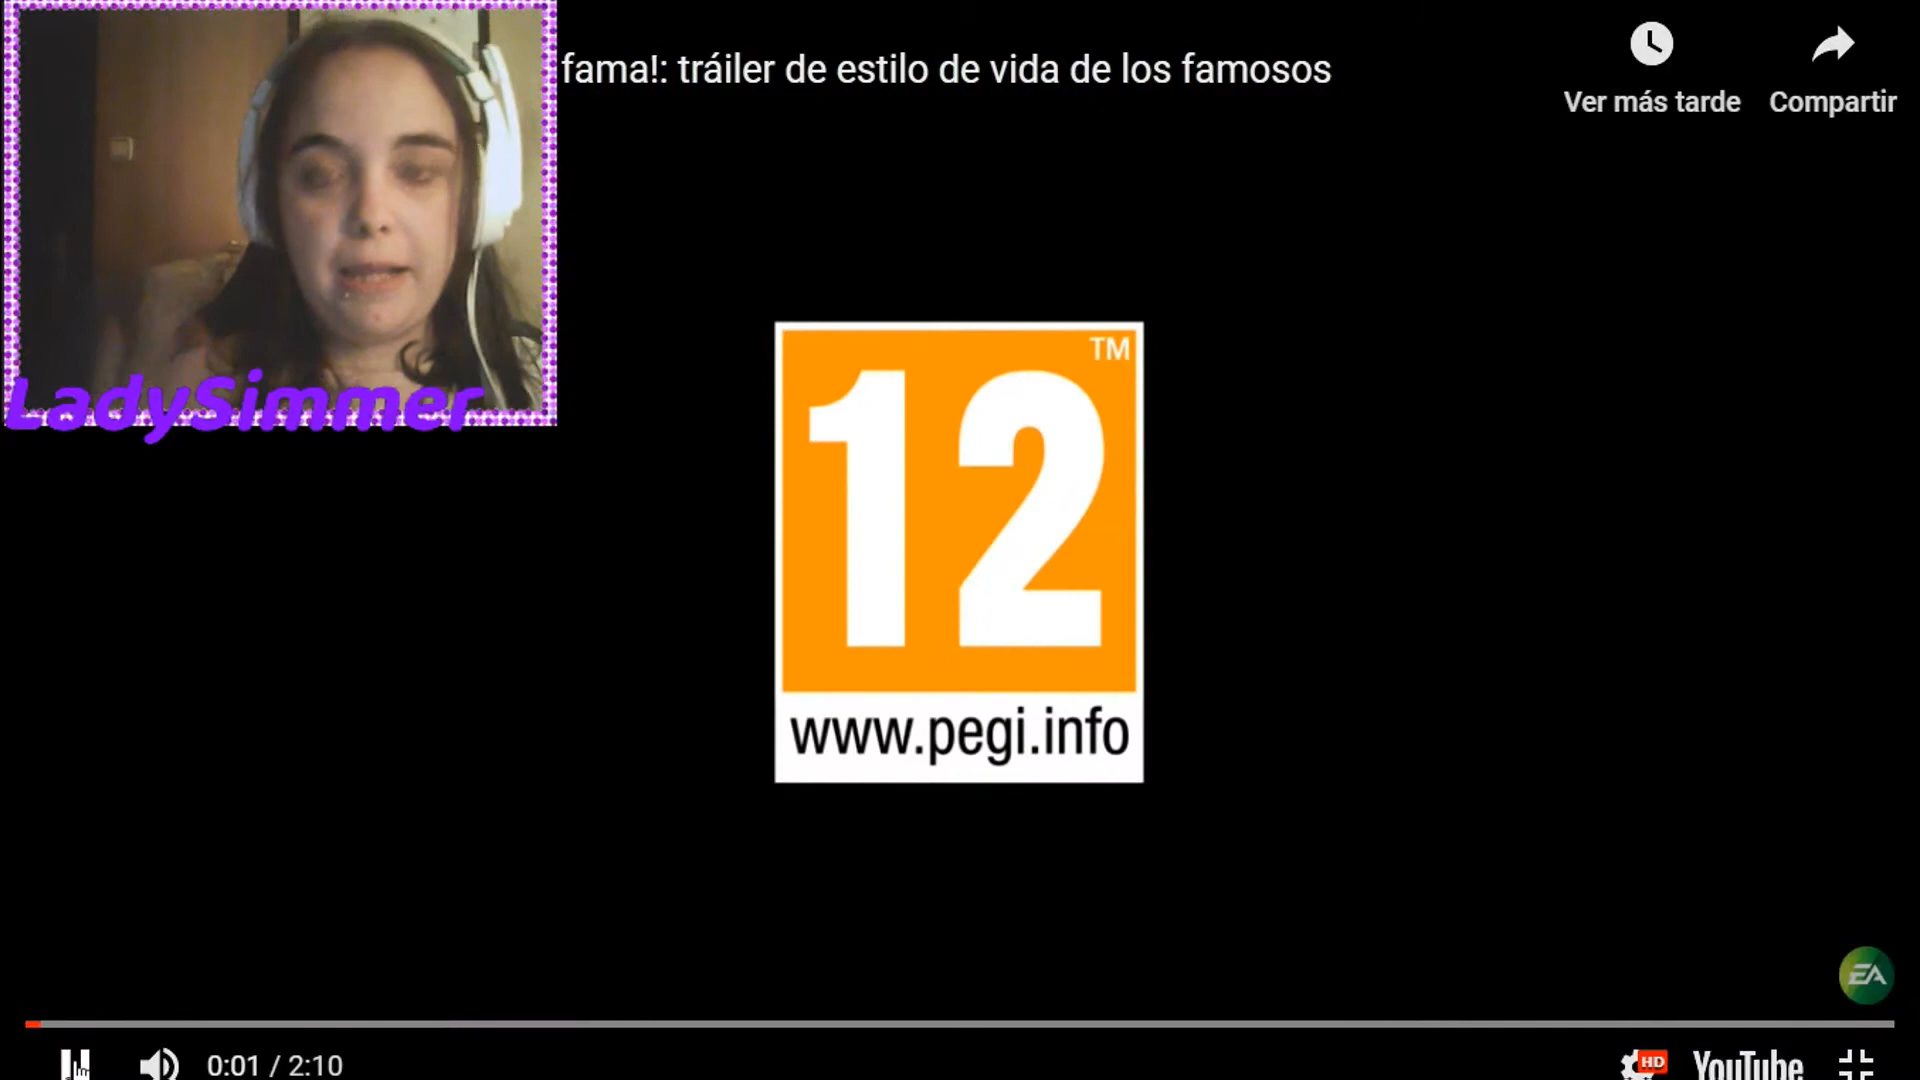 fama!: tráiler de estilo de vida de los famosos
Ver más tarde
Compartir
LadySimmer
12
TM
www.pegi.info
EA
0:01 / 2:10
HD
YouTube